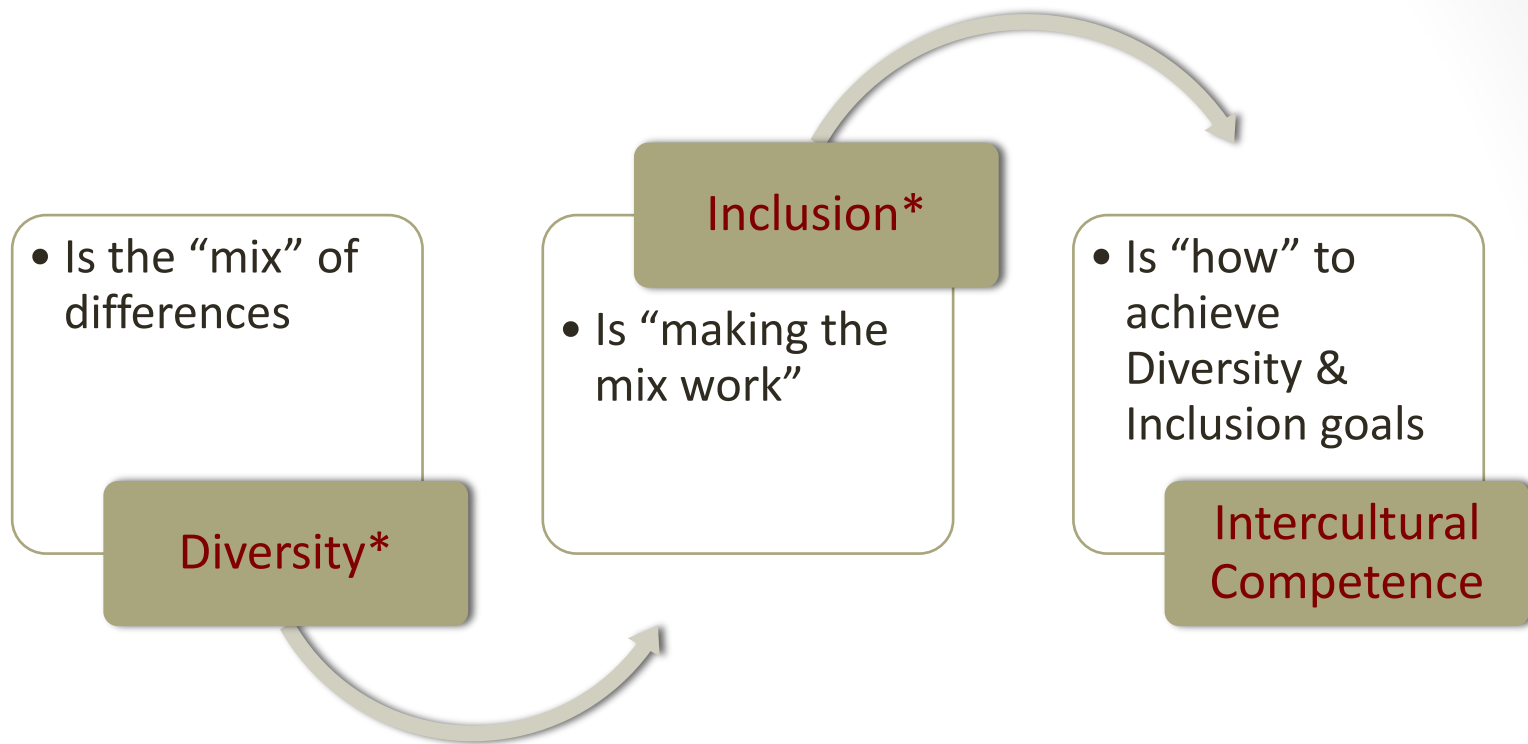 • Is the “mix” of
differences
Diversity*
Inclusion*
• Is “making the
mix work”
• Is “how” to
achieve
Diversity &
Inclusion goals
Intercultural
Competence